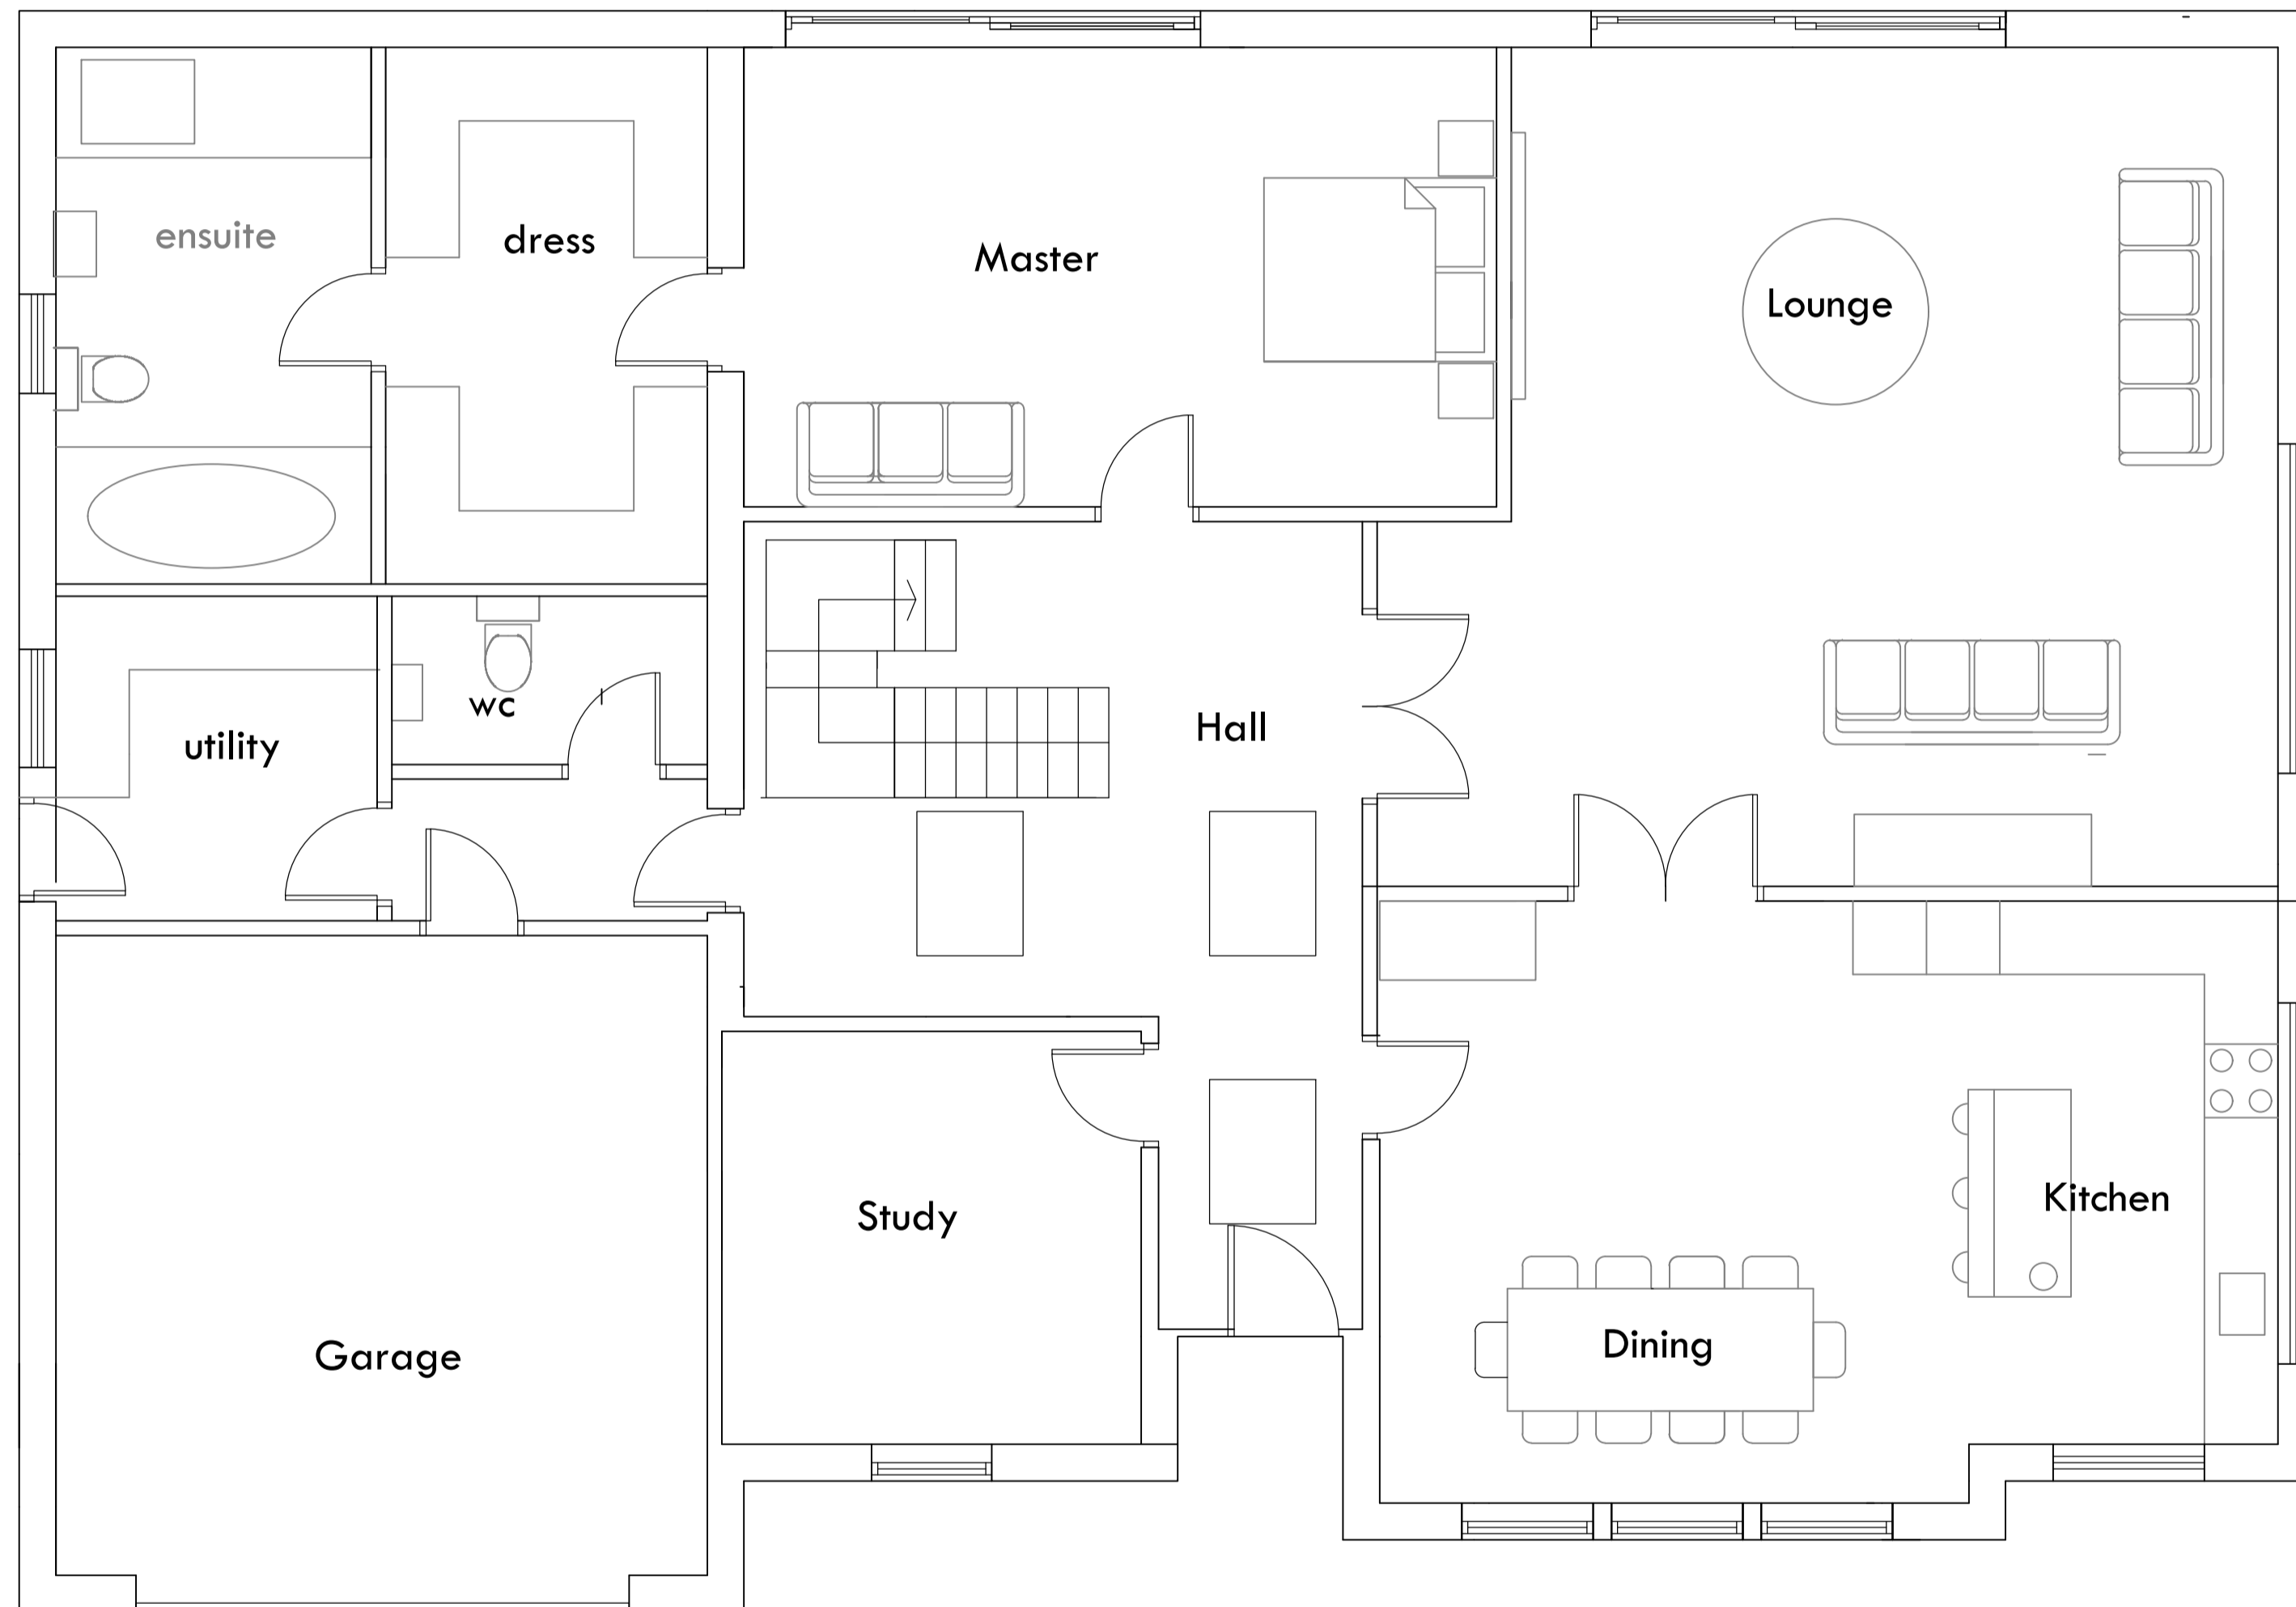 ensuite
dress
Master
Lounge
wc
utility
Hall
Study
Kitchen
Garage
Dining